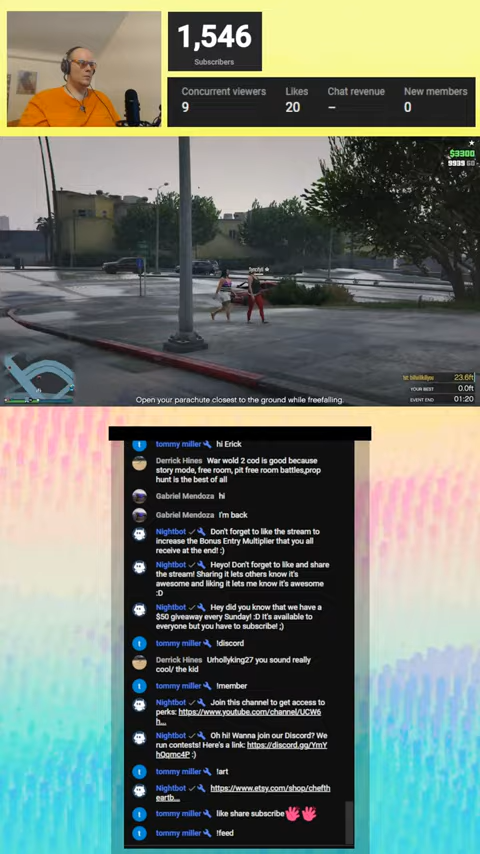 1,546
Subscribers
Concurrent viewers
9
Likes
20
Chat revenue
–
New members
0
$3300
9999
23.6ft
YOUR BEST
0.0ft
EVENT END
01:20
Open your parachute closest to the ground while freefalling.
t tommy miller hi Erick
Derrick Hines War wold 2 cod is good because
story mode, free room, pit free room battles,prop
hunt is the best of all
Gabriel Mendoza hi
Gabriel Mendoza I'm back
Nightbot Don't forget to like the stream to
increase the Bonus Entry Multiplier that you all
receive at the end! :)
Nightbot Heyo! Don't forget to like and share
the stream! Sharing it lets others know it's
awesome and liking it lets me know it's awesome
:D
Nightbot Hey did you know that we have a
$50 giveaway every Sunday! :D It's available to
everyone but you have to subscribe! ;)
t tommy miller !discord
Derrick Hines Urhollyking27 you sound really
cool/ the kid
t tommy miller !member
Nightbot Join this channel to get access to
perks: https://www.youtube.com/channel/UCW6
h...
Nightbot Oh hi! Wanna join our Discord? We
run contests! Here's a link: https://discord.gg/YmY
hQqmc4P :)
t tommy miller !art
Nightbot https://www.etsy.com/shop/chefth
eartb...
t tommy miller like share subscribe
t tommy miller !feed